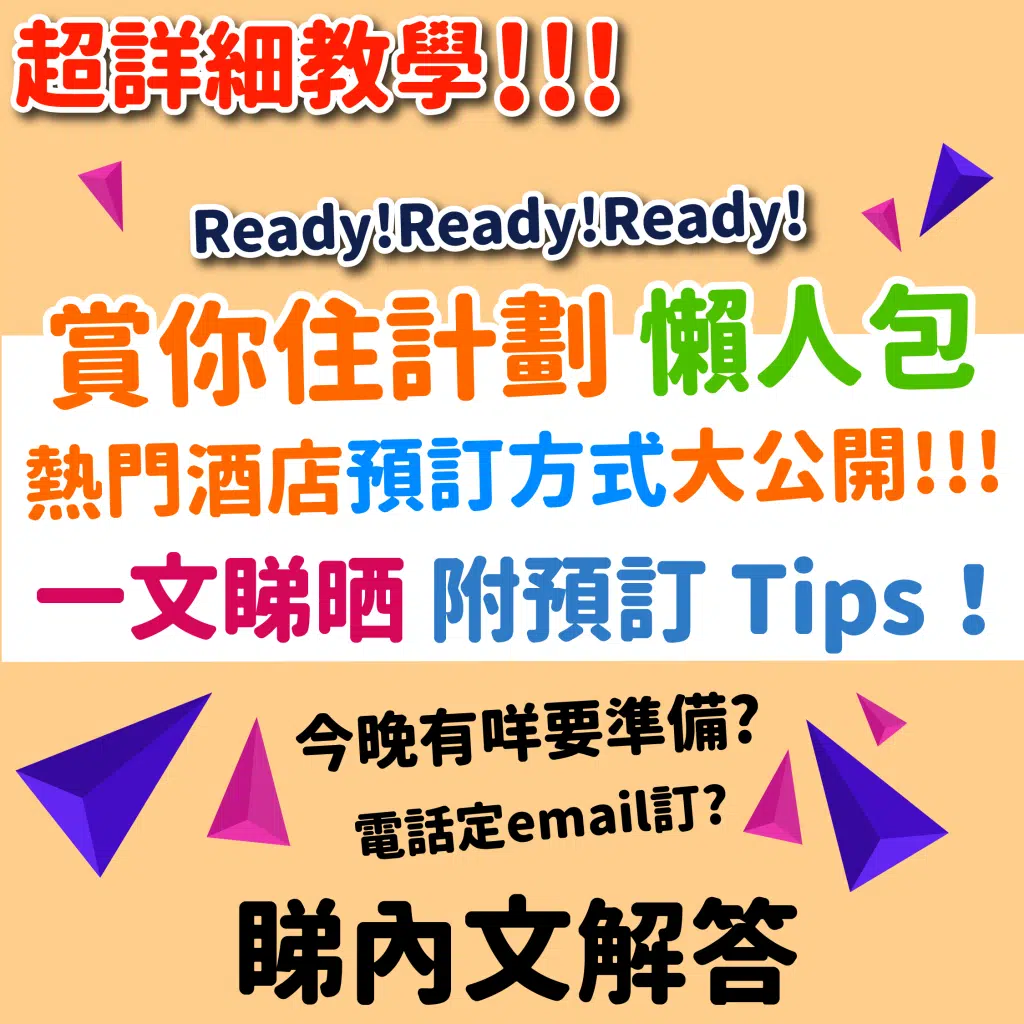 超詳細教學!!!
Ready!Ready!Ready!
賞你住計劃 懶人包
熱門酒店預訂方式大公開!!!
一文睇晒 附預訂 Tips！
今晚有咩要準備?
電話定email訂?
睇內文解答